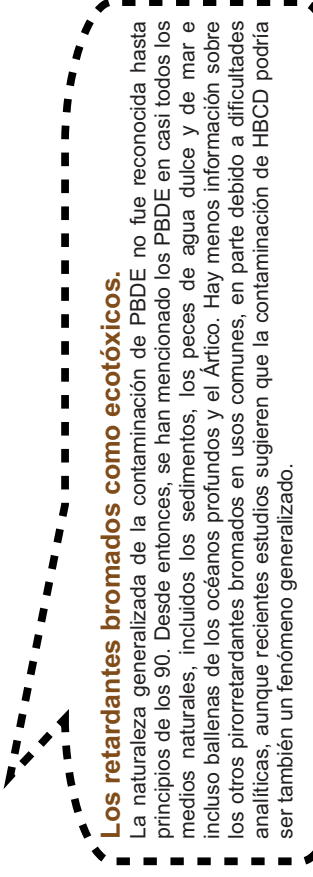 Los retardantes bromados como ecotóxicos.
La naturaleza generalizada de la contaminación de PBDE no fue reconocida hasta
principios de los 90. Desde entonces, se han mencionado los PBDE en casi todos los
medios naturales, incluidos los sedimentos, los peces de agua dulce y de mar e
incluso ballenas de los océanos profundos y el Ártico. Hay menos información sobre
los otros pirorretardantes bromados en usos comunes, en parte debido a dificultades
analíticas, aunque recientes estudios sugieren que la contaminación de HBCD podría
ser también un fenómeno generalizado.